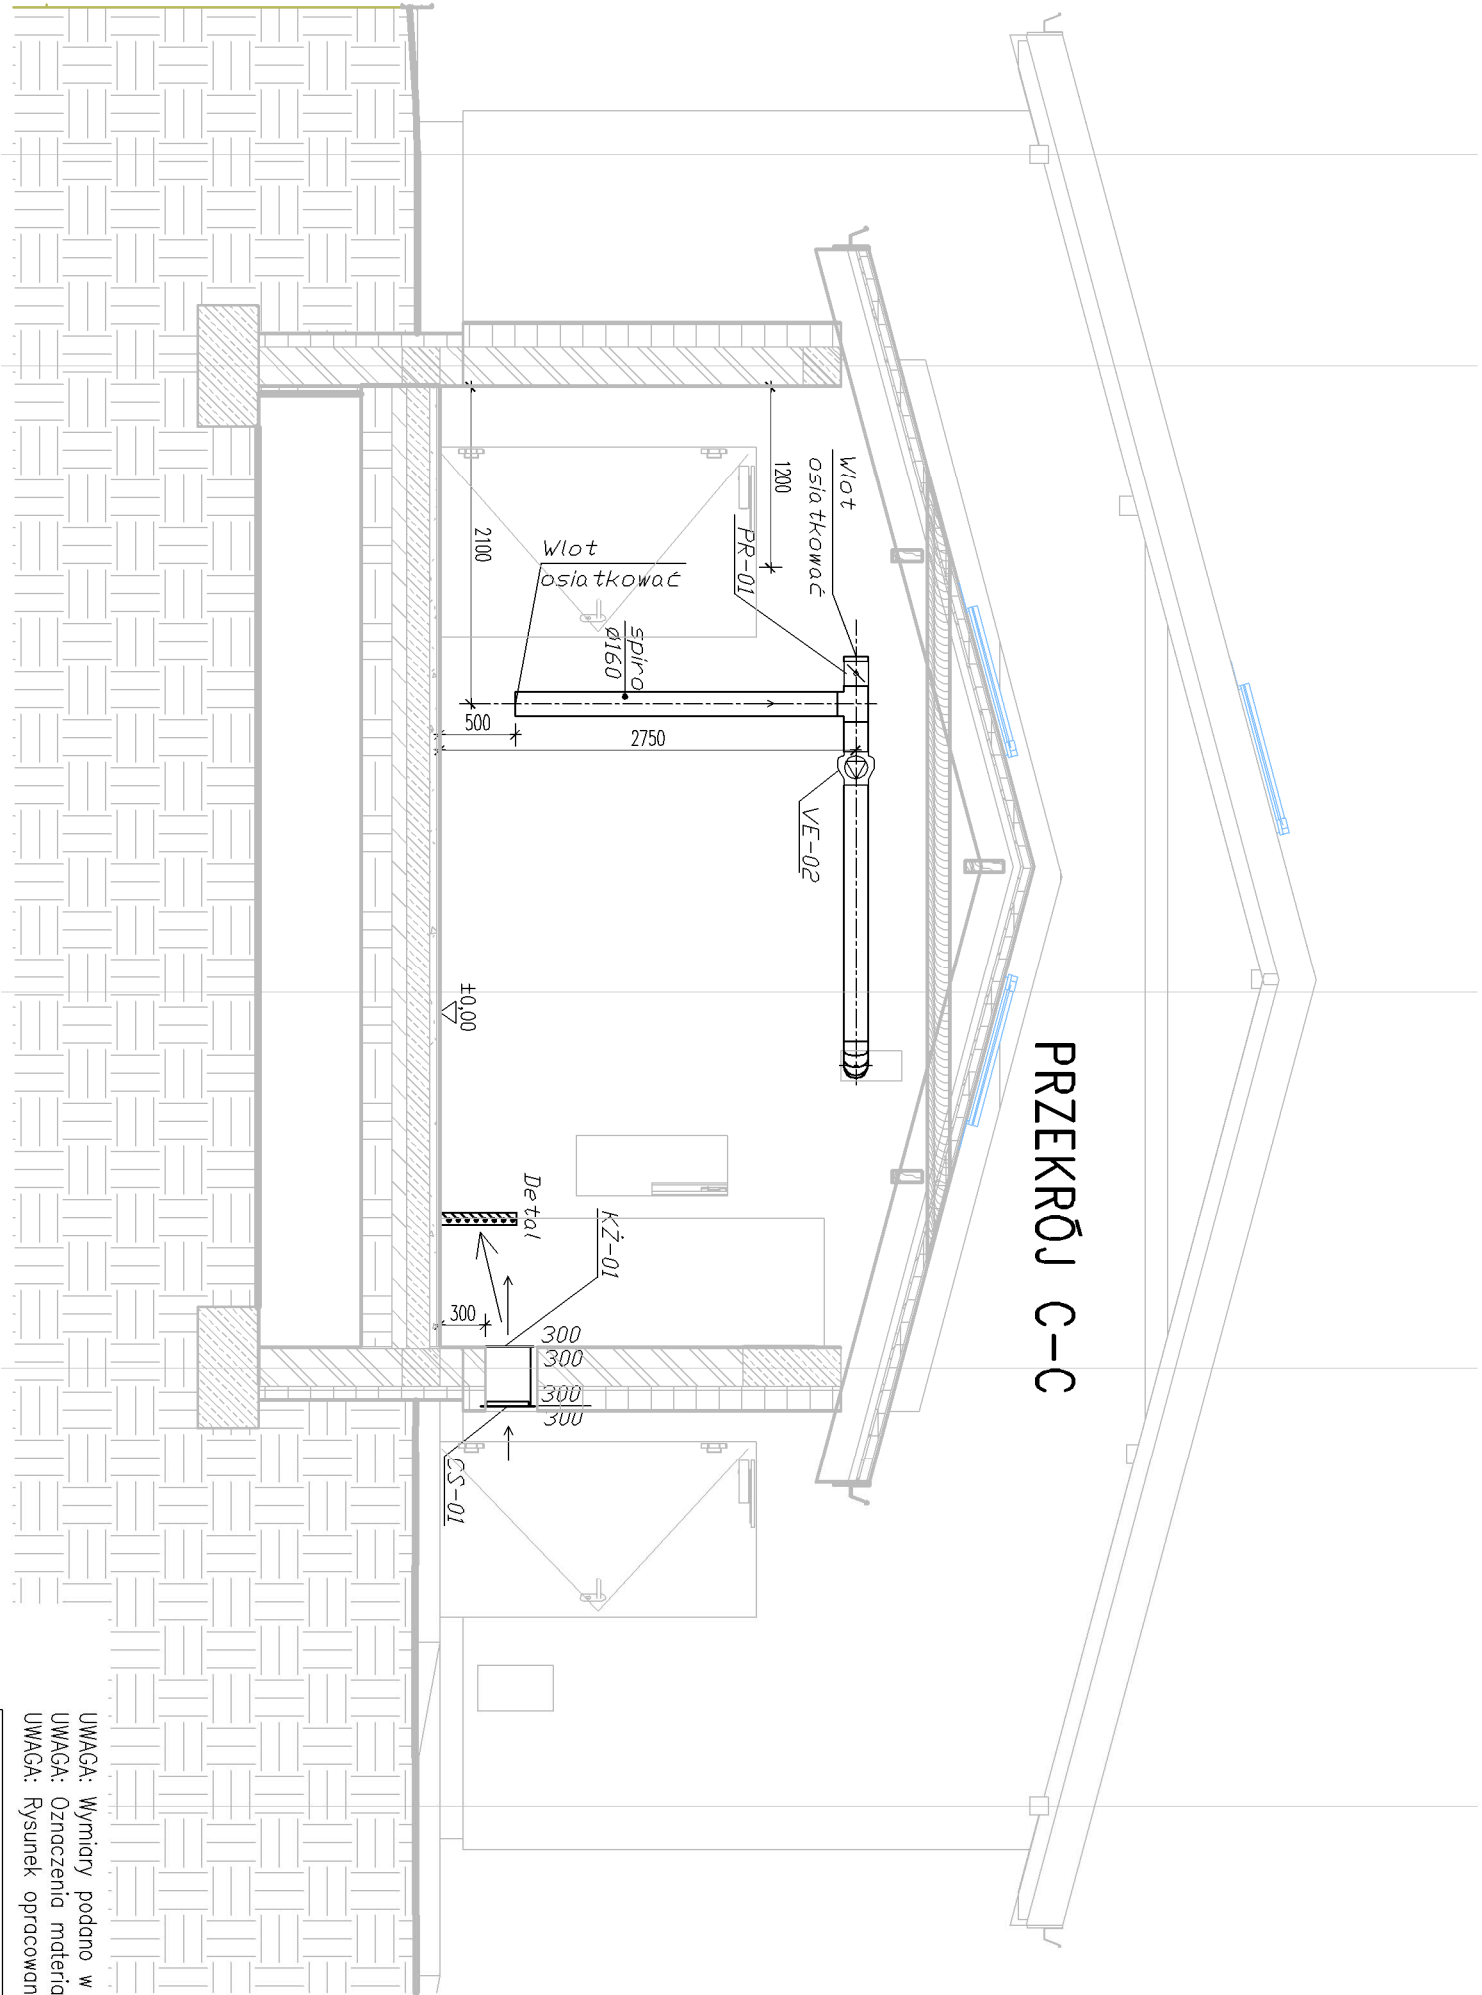 PRZEKRÓJ C-C
Wlot
osiatkować
1200
PR-01
Wlot
osiatkować
2100
spiro
Ø160
500
2750
VE-02
±0,00
Detal
KŻ-01
300
300
300
300
300
CS-01
UWAGA: Wymiary podano w
UWAGA: Oznaczenia materia
UWAGA: Rysunek opracowan